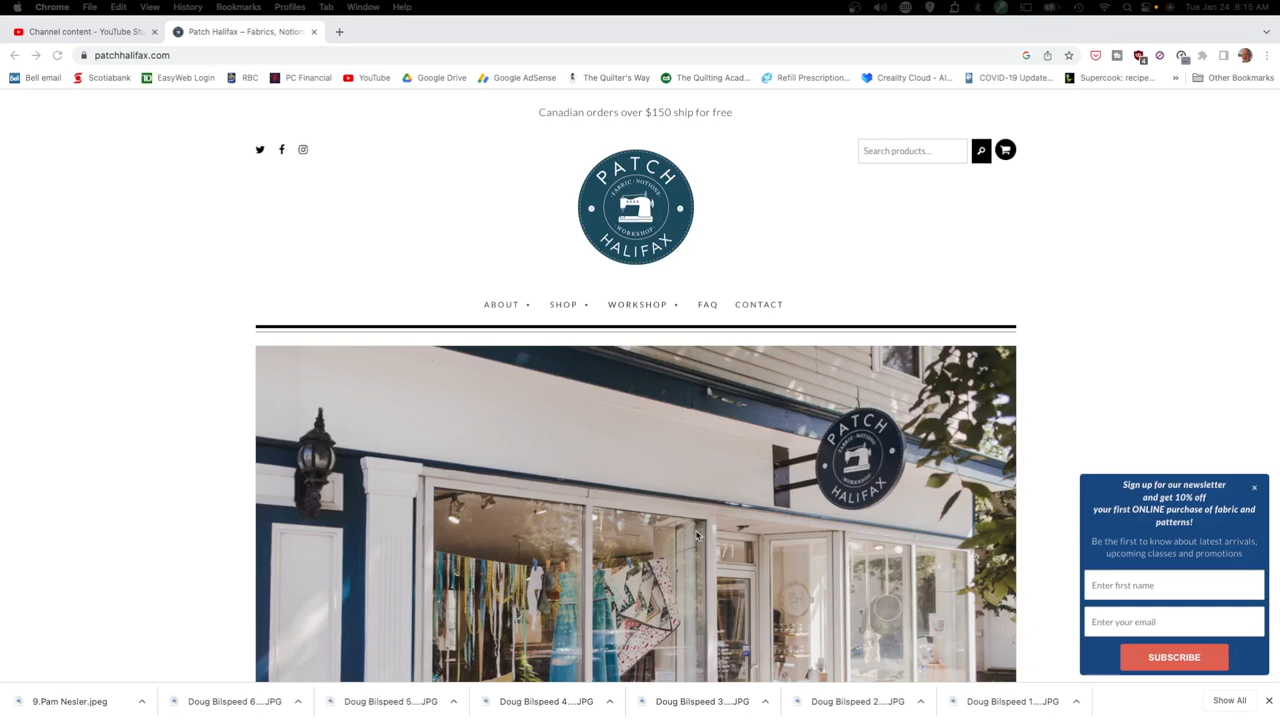 Chrome File Edit View History Bookmarks Profiles Tab Window Help Tue Jan 24 8:15 AM
Channel content - YouTube Stu × Patch Halifax – Fabrics, Notion × +
patchhalifax.com
Bell email Scotiabank EasyWeb Login RBC PC Financial YouTube Google Drive Google AdSense The Quilter's Way The Quilting Acad... Refill Prescription... Creality Cloud - Al... COVID-19 Update... Supercook: recipe... » Other Bookmarks
Canadian orders over $150 ship for free
Search products...
PATCH
FABRIC · NOTIONS
WORKSHOP
HALIFAX
ABOUT SHOP WORKSHOP FAQ CONTACT
PATCH
FABRIC · NOTIONS
WORKSHOP
HALIFAX
Sign up for our newsletter
and get 10% off
your first ONLINE purchase of fabric and
patterns!
Be the first to know about latest arrivals,
upcoming classes and promotions
Enter first name
Enter your email
SUBSCRIBE
9.Pam Nesler.jpeg Doug Bilspeed 6....JPG Doug Bilspeed 5....JPG Doug Bilspeed 4....JPG Doug Bilspeed 3....JPG Doug Bilspeed 2....JPG Doug Bilspeed 1....JPG Show All